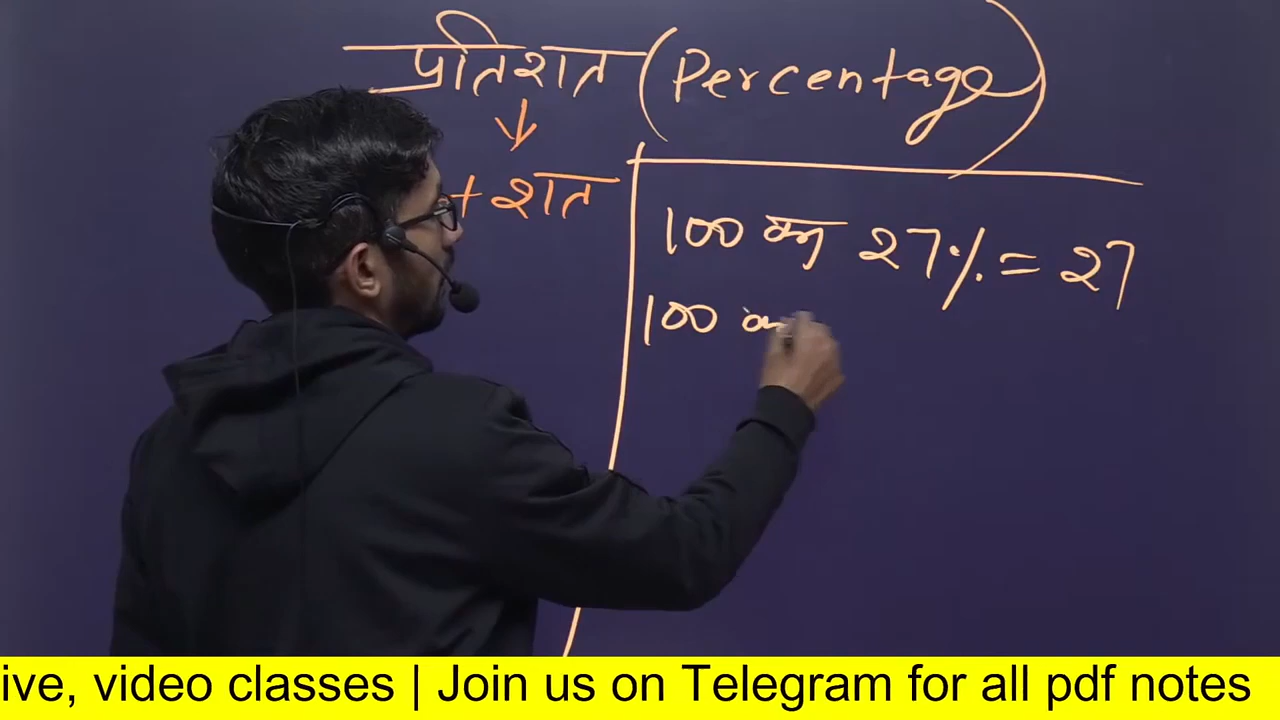 प्रतिशत (Percentage)
+ शत
100 का 27% = 27
100
ive, video classes | Join us on Telegram for all pdf notes